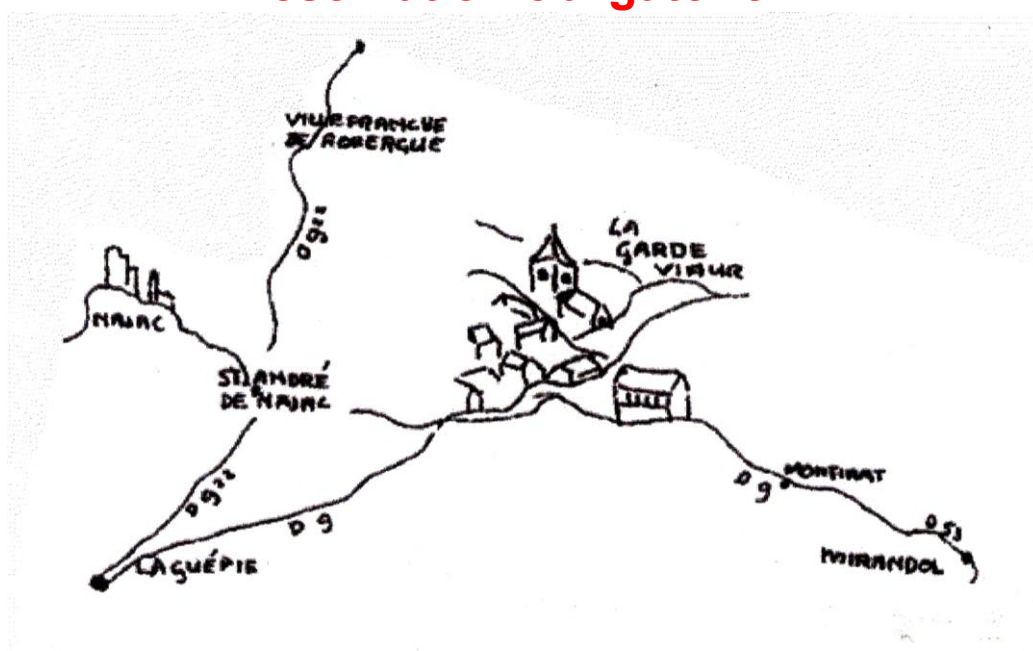 VILLEFRANCHE
DE ROUERGUE
D922
LA
GARDE
VIAUR
NAJAC
ST. ANDRÉ
DE NAJAC
D922
D9
LAGUÉPIE
D9
MONTIRAT
D53
MIRANDOL